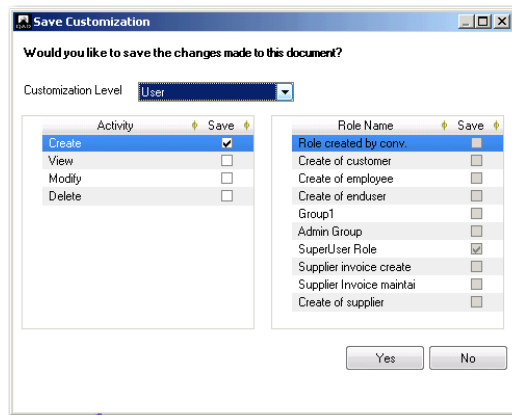 QAD Save Customization
Would you like to save the changes made to this document?
Customization Level User
Activity Save
Create
View
Modify
Delete
Role Name Save
Role created by conv.
Create of customer
Create of employee
Create of enduser
Group1
Admin Group
SuperUser Role
Supplier invoice create
Supplier Invoice maintai
Create of supplier
Yes No